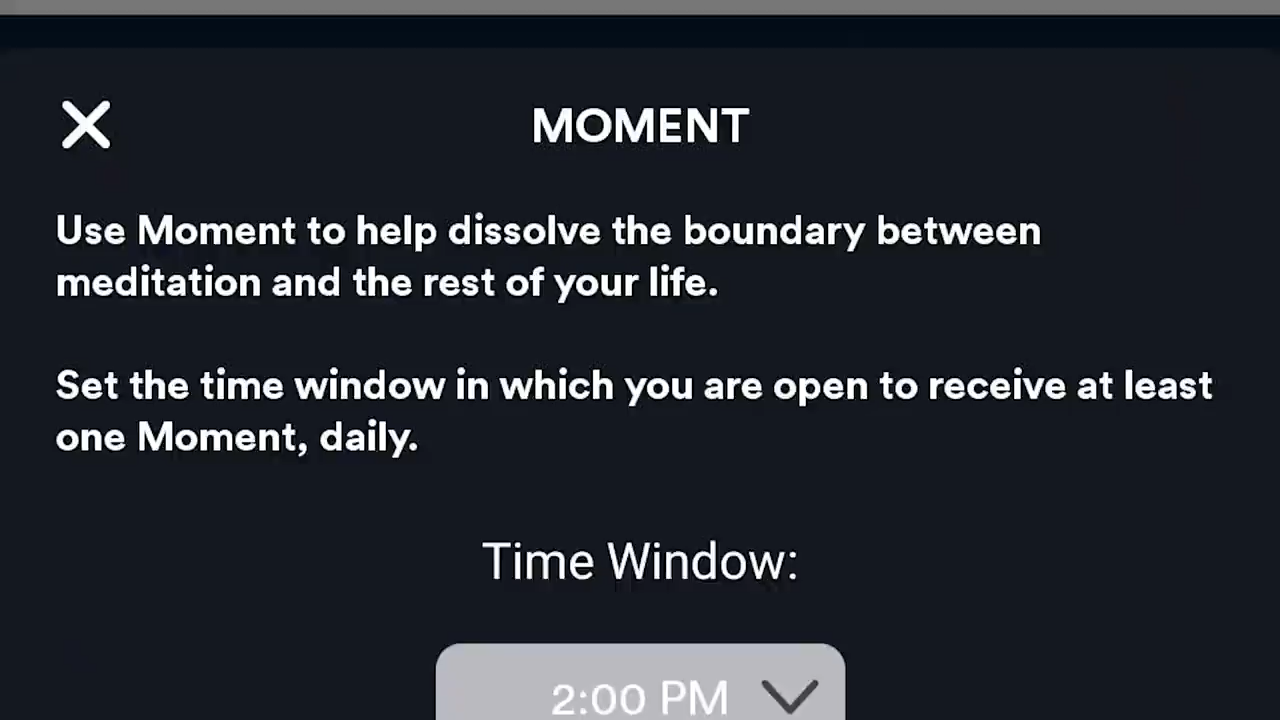 MOMENT
Use Moment to help dissolve the boundary between
meditation and the rest of your life.
Set the time window in which you are open to receive at least
one Moment, daily.
Time Window:
2:00 PM